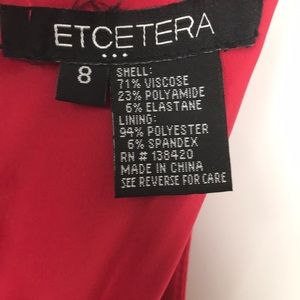 ETCETERA
8
SHELL:
71% VISCOSE
23% POLYAMIDE
6% ELASTANE
LINING:
94% POLYESTER
6% SPANDEX
RN # 138420
MADE IN CHINA
SEE REVERSE FOR CARE